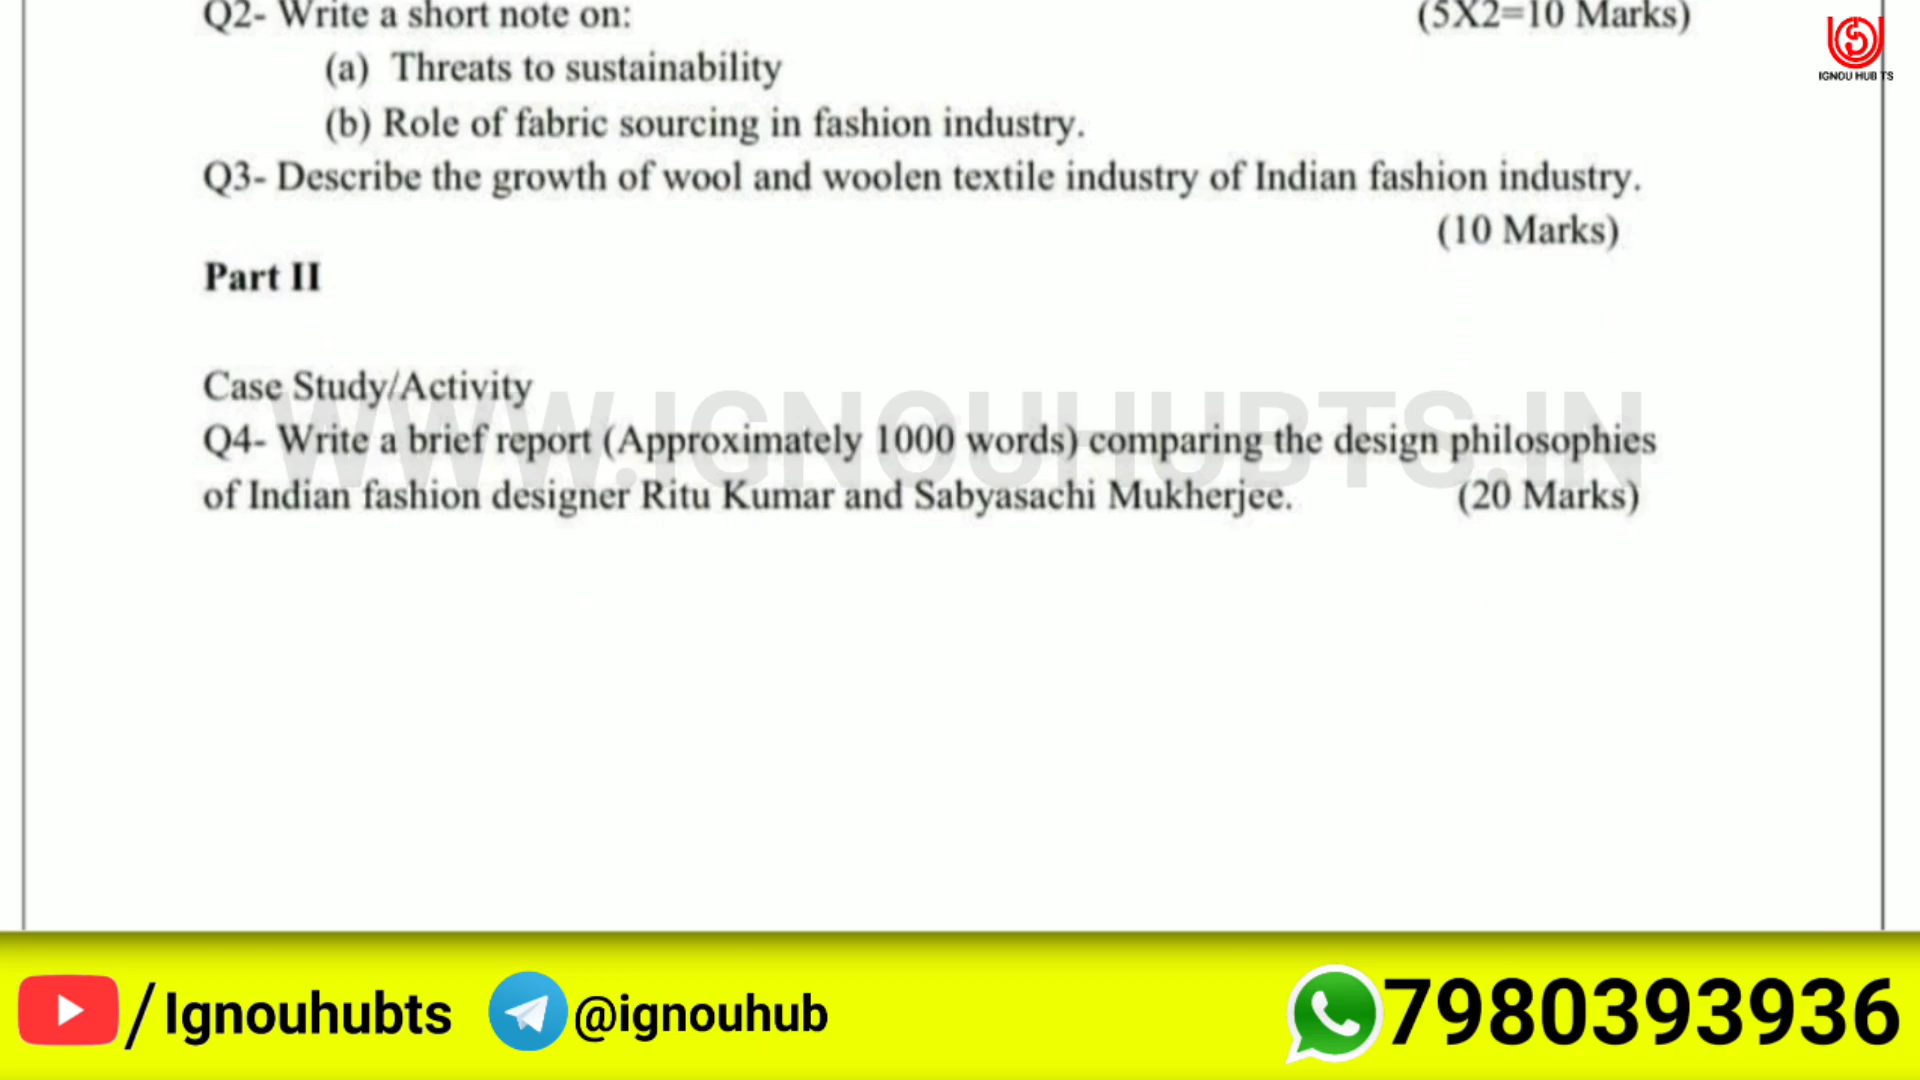 Q2- Write a short note on: (5X2=10 Marks)
(a) Threats to sustainability
(b) Role of fabric sourcing in fashion industry.
Q3- Describe the growth of wool and woolen textile industry of Indian fashion industry.
(10 Marks)
Part II
Case Study/Activity
Q4- Write a brief report (Approximately 1000 words) comparing the design philosophies
of Indian fashion designer Ritu Kumar and Sabyasachi Mukherjee. (20 Marks)
WWW.IGNOUHUBTS.IN
IGNOU HUB TS
/Ignouhubts @ignouhub 7980393936